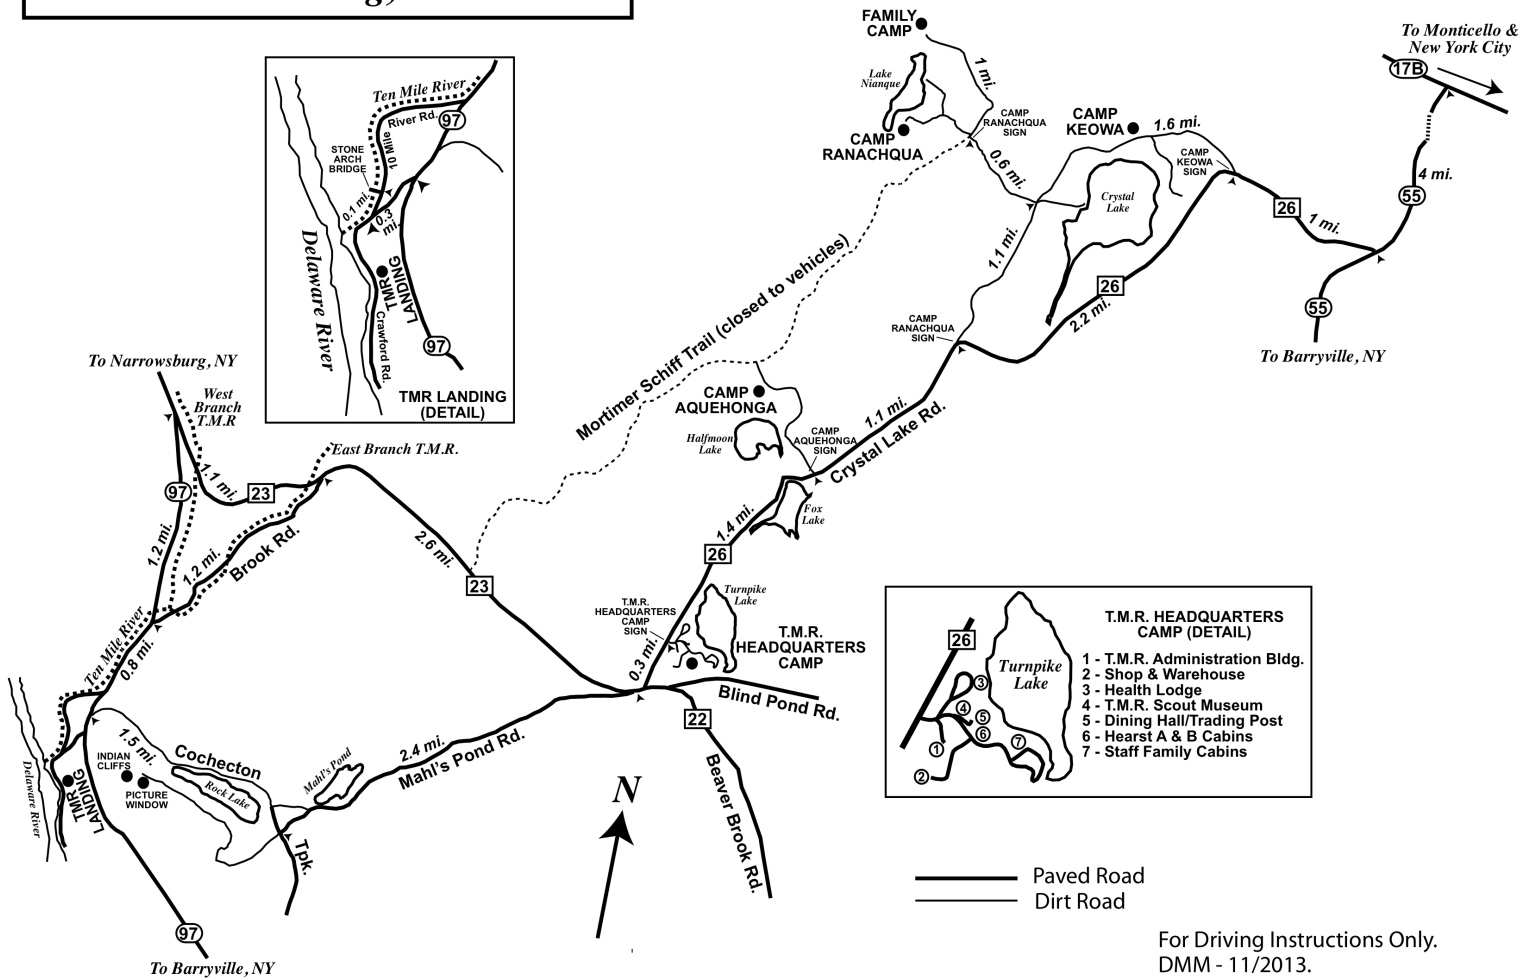 FAMILY
CAMP
To Monticello &
New York City
17B
Lake
Nianque
1 mi.
CAMP
RANACHQUA
SIGN
CAMP
KEOWA
1.6 mi.
CAMP
RANACHQUA
CAMP
KEOWA
SIGN
0.6 mi.
4 mi.
55
Crystal
Lake
26
1 mi.
1.1 mi.
26
2.2 mi.
55
To Barryville, NY
CAMP
RANACHQUA
SIGN
Ten Mile River
River Rd.
97
10 Mile
STONE
ARCH
BRIDGE
0.1 mi.
0.3
mi.
Delaware River
TMR
LANDING
Crawford Rd.
97
TMR LANDING
(DETAIL)
Mortimer Schiff Trail (closed to vehicles)
To Narrowsburg, NY
West
Branch
T.M.R
East Branch T.M.R.
CAMP
AQUEHONGA
Halfmoon
Lake
CAMP
AQUEHONGA
SIGN
1.1 mi.
Crystal Lake Rd.
1.1 mi.
23
97
Fox
Lake
1.4 mi.
26
1.2 mi.
1.2 mi.
Brook Rd.
2.6 mi.
23
Turnpike
Lake
T.M.R.
HEADQUARTERS
CAMP
SIGN
T.M.R.
HEADQUARTERS
CAMP
0.3 mi.
Ten Mile River
0.8 mi.
Blind Pond Rd.
22
Beaver Brook Rd.
2.4 mi.
Mahl's Pond Rd.
Mahl's Pond
1.5 mi.
Cochecton
INDIAN
CLIFFS
PICTURE
WINDOW
Rock Lake
Tpk.
Delaware River
TMR
LANDING
97
To Barryville, NY
N
26
Turnpike
Lake
3
4
5
6
7
1
2
T.M.R. HEADQUARTERS
CAMP (DETAIL)
1 - T.M.R. Administration Bldg.
2 - Shop & Warehouse
3 - Health Lodge
4 - T.M.R. Scout Museum
5 - Dining Hall/Trading Post
6 - Hearst A & B Cabins
7 - Staff Family Cabins
Paved Road
Dirt Road
For Driving Instructions Only.
DMM - 11/2013.